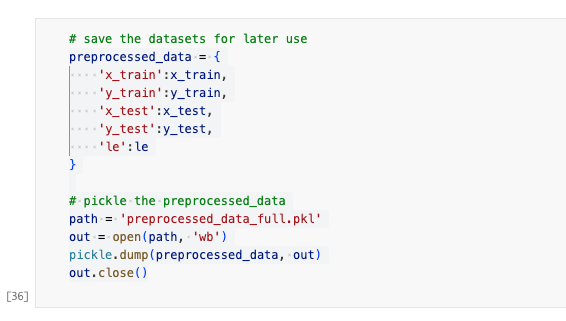 # save the datasets for later use
preprocessed_data = {
    'x_train':x_train,
    'y_train':y_train,
    'x_test':x_test,
    'y_test':y_test,
    'le':le
}

# pickle the preprocessed_data
path = 'preprocessed_data_full.pkl'
out = open(path, 'wb')
pickle.dump(preprocessed_data, out)
out.close()
[36]